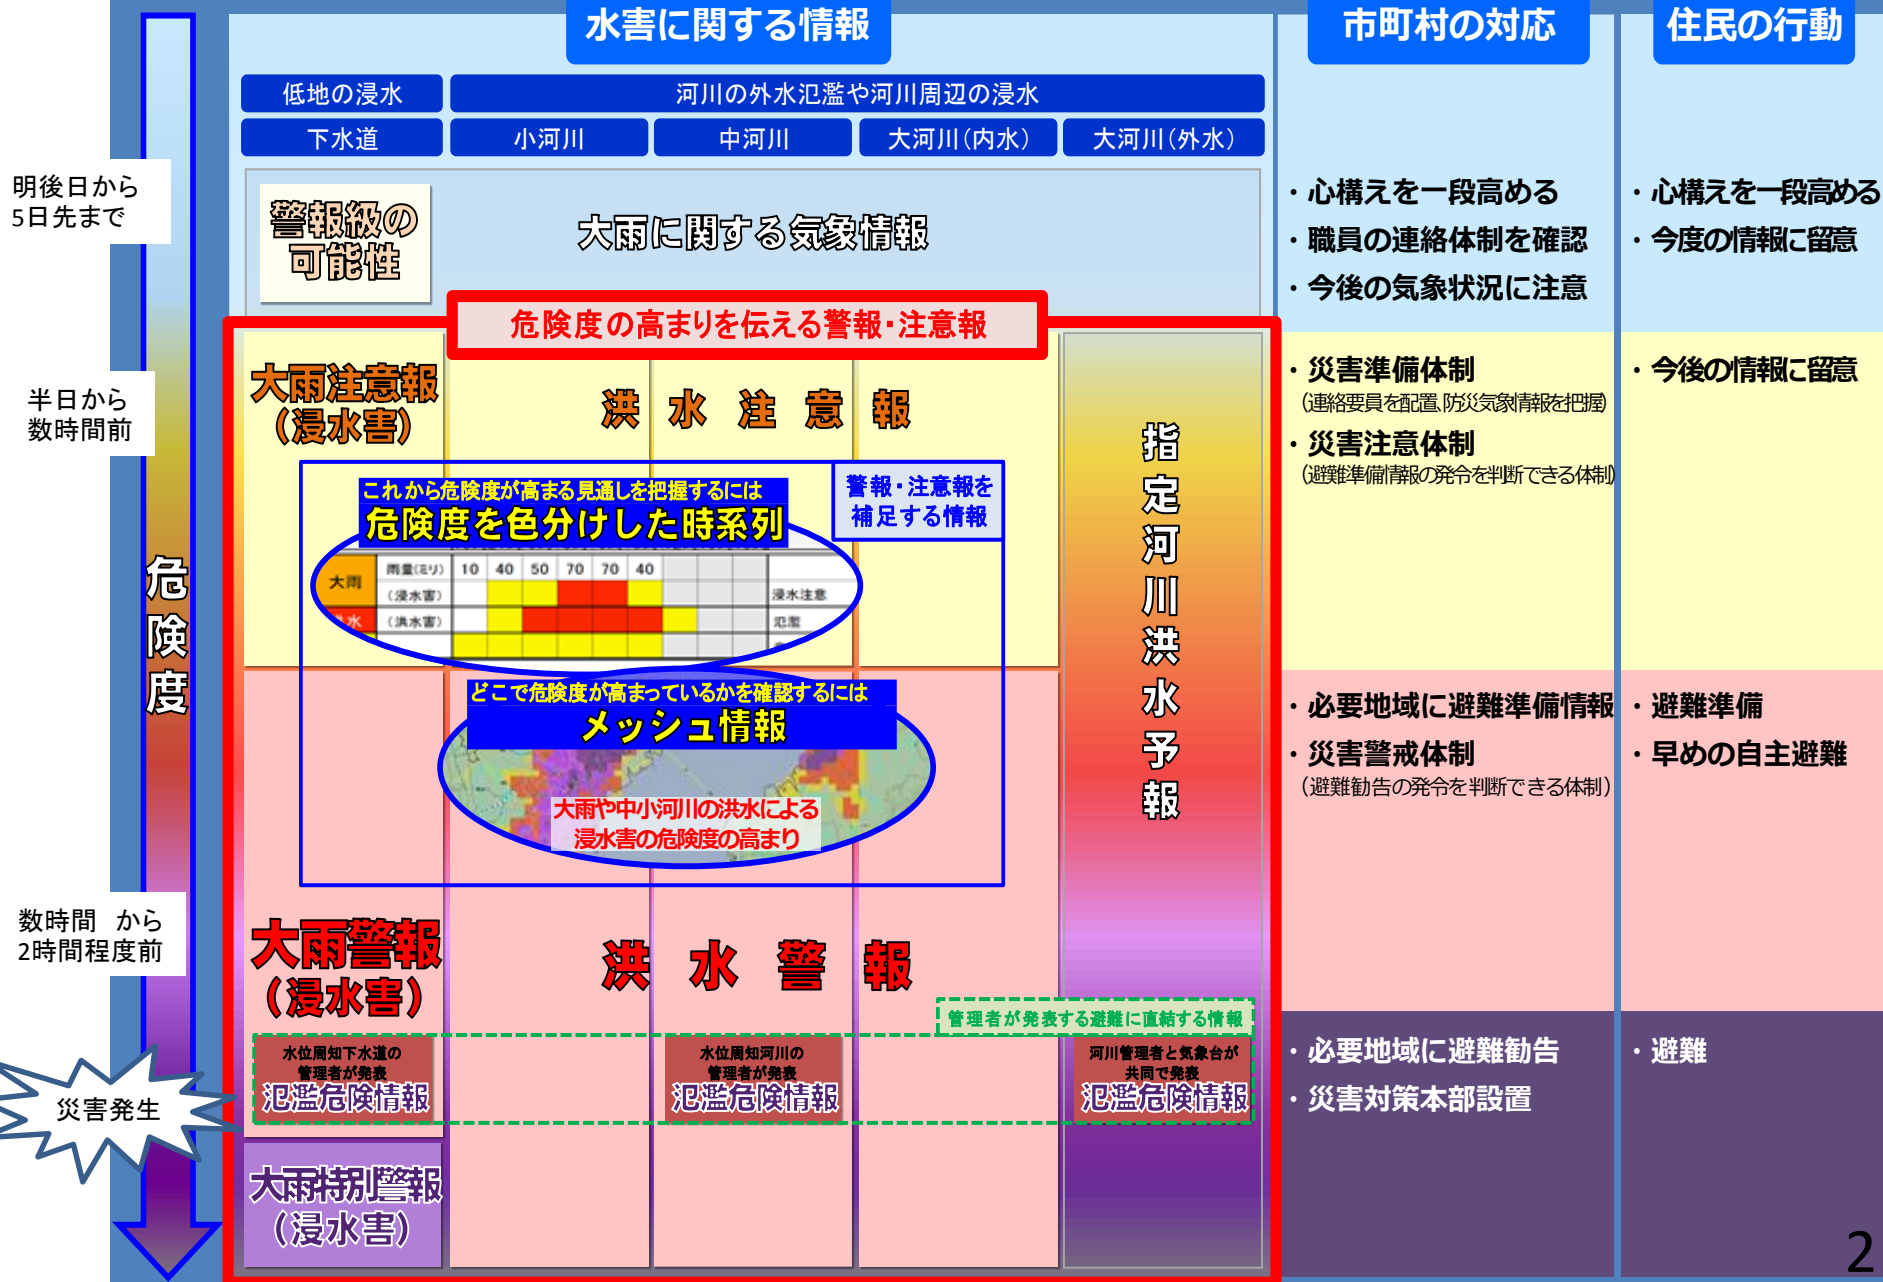 水害に関する情報
市町村の対応
住民の行動
低地の浸水
河川の外水氾濫や河川周辺の浸水
下水道
小河川
中河川
大河川(内水)
大河川(外水)
明後日から
5日先まで
警報級の
可能性
大雨に関する気象情報
・心構えを一段高める
・職員の連絡体制を確認
・今後の気象状況に注意
・心構えを一段高める
・今度の情報に留意
危険度の高まりを伝える警報・注意報
半日から
数時間前
大雨注意報
(浸水害)
洪水注意報
指定河川洪水予報
・災害準備体制
(連絡要員を配置、防災気象情報を把握)
・災害注意体制
(避難準備情報の発令を判断できる体制)
・今後の情報に留意
これから危険度が高まる見通しを把握するには
危険度を色分けした時系列
警報・注意報を
補足する情報
大雨
雨量(ミリ) 10 40 50 70 70 40
(浸水害)
浸水注意
水
(洪水害)
氾濫
危険度
どこで危険度が高まっているかを確認するには
メッシュ情報
大雨や中小河川の洪水による
浸水害の危険度の高まり
・必要地域に避難準備情報
・災害警戒体制
(避難勧告の発令を判断できる体制)
・避難準備
・早めの自主避難
数時間 から
2時間程度前
大雨警報
(浸水害)
洪水警報
管理者が発表する避難に直結する情報
水位周知下水道の
管理者が発表
氾濫危険情報
水位周知河川の
管理者が発表
氾濫危険情報
河川管理者と気象台が
共同で発表
氾濫危険情報
・必要地域に避難勧告
・災害対策本部設置
・避難
災害発生
大雨特別警報
(浸水害)
2